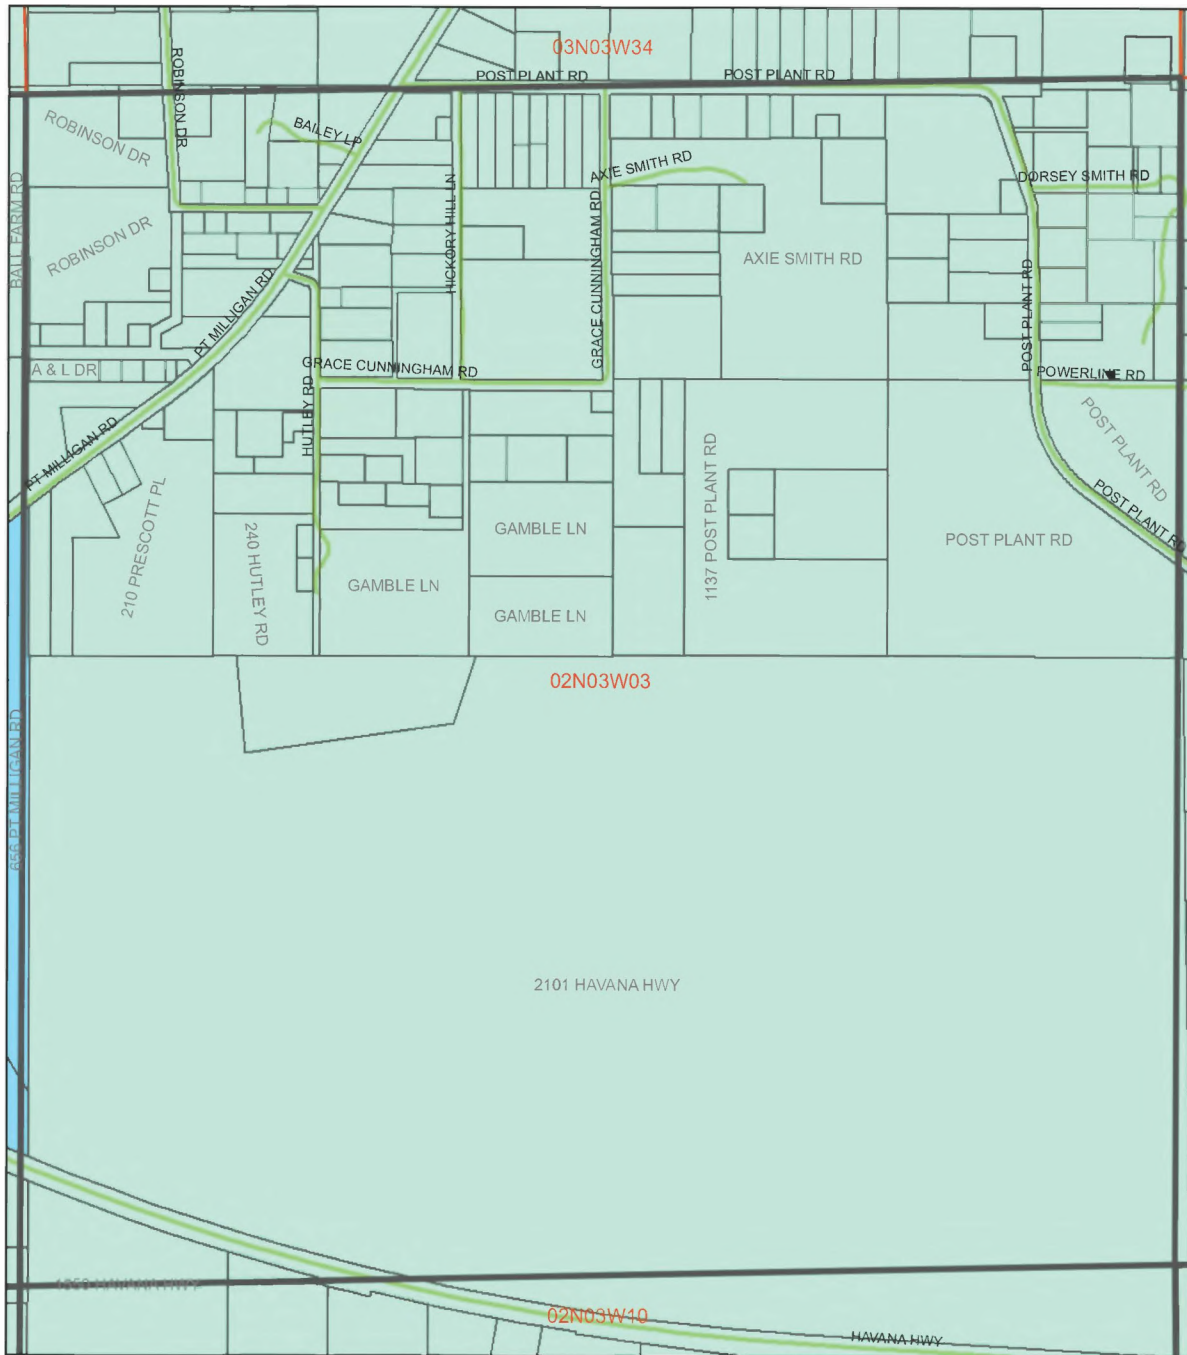 03N03W34
POST PLANT RD
POST PLANT RD
ROBINSON DR
ROBINSON DR
BAILEY LP
ROBINSON DR
BALL FARM RD
HICKORY HILL LN
AXIE SMITH RD
GRACE CUNNINGHAM RD
AXIE SMITH RD
DORSEY SMITH RD
POST PLANT RD
PT MILLIGAN RD
A & L DR
GRACE CUNNINGHAM RD
HUTLEY RD
POWERLINE RD
POST PLANT RD
PT MILLIGAN RD
210 PRESCOTT PL
240 HUTLEY RD
GAMBLE LN
GAMBLE LN
GAMBLE LN
1137 POST PLANT RD
POST PLANT RD
POST PLANT RD
02N03W03
656 PT MILLIGAN RD
2101 HAVANA HWY
02N03W10
HAVANA HWY